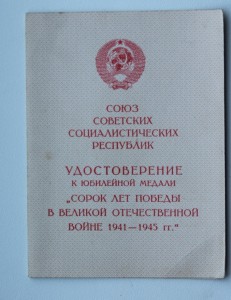 СОЮЗ
СОВЕТСКИХ
СОЦИАЛИСТИЧЕСКИХ
РЕСПУБЛИК
УДОСТОВЕРЕНИЕ
К ЮБИЛЕЙНОЙ МЕДАЛИ
„СОРОК ЛЕТ ПОБЕДЫ
В ВЕЛИКОЙ ОТЕЧЕСТВЕННОЙ
ВОЙНЕ 1941—1945 гг.“